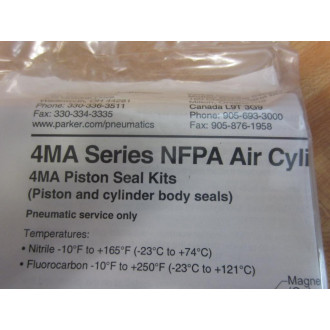 Phone: 330-336-3511
Fax: 330-334-3335
www.parker.com/pneumatics
Canada L9T 3G9
Phone: 905-693-3000
Fax: 905-876-1958
4MA Series NFPA Air Cyli
4MA Piston Seal Kits
(Piston and cylinder body seals)
Pneumatic service only
Temperatures:
• Nitrile -10°F to +165°F (-23°C to +74°C)
• Fluorocarbon -10°F to +250°F (-23°C to +121°C)
Magne